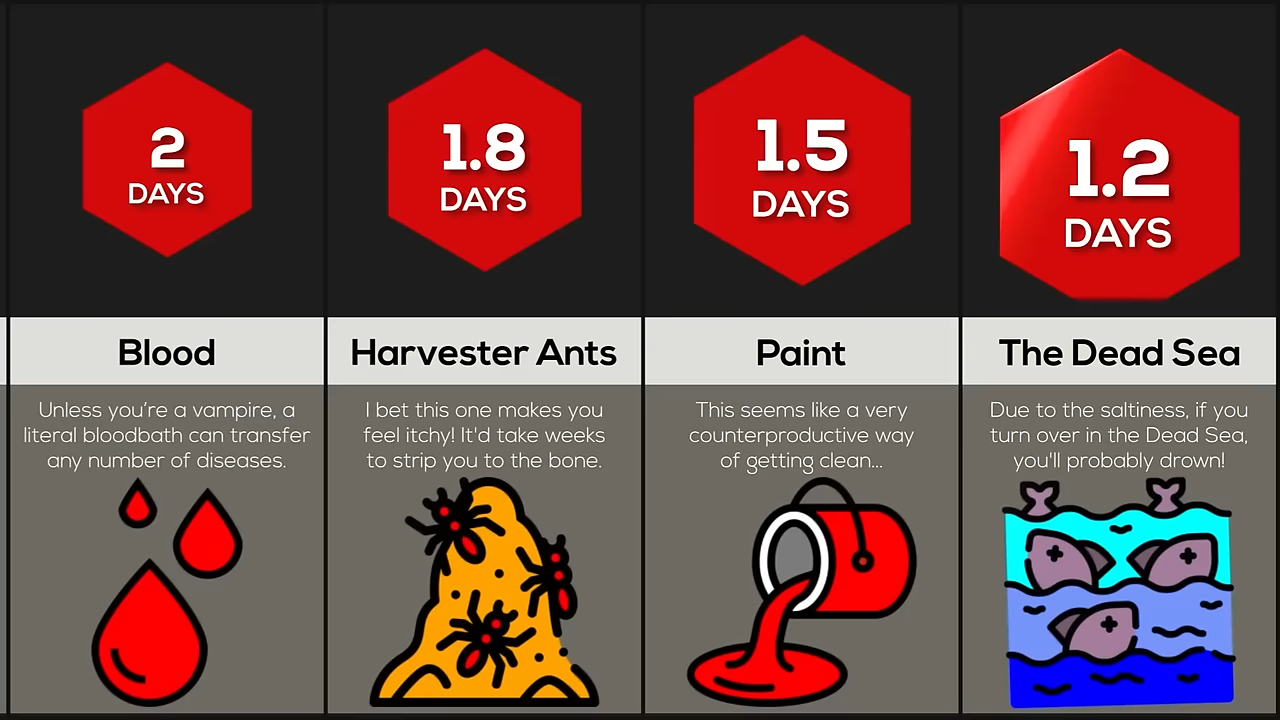 2
DAYS
Blood
Unless you’re a vampire, a
literal bloodbath can transfer
any number of diseases.
1.8
DAYS
Harvester Ants
I bet this one makes you
feel itchy! It'd take weeks
to strip you to the bone.
1.5
DAYS
Paint
This seems like a very
counterproductive way
of getting clean...
1.2
DAYS
The Dead Sea
Due to the saltiness, if you
turn over in the Dead Sea,
you'll probably drown!